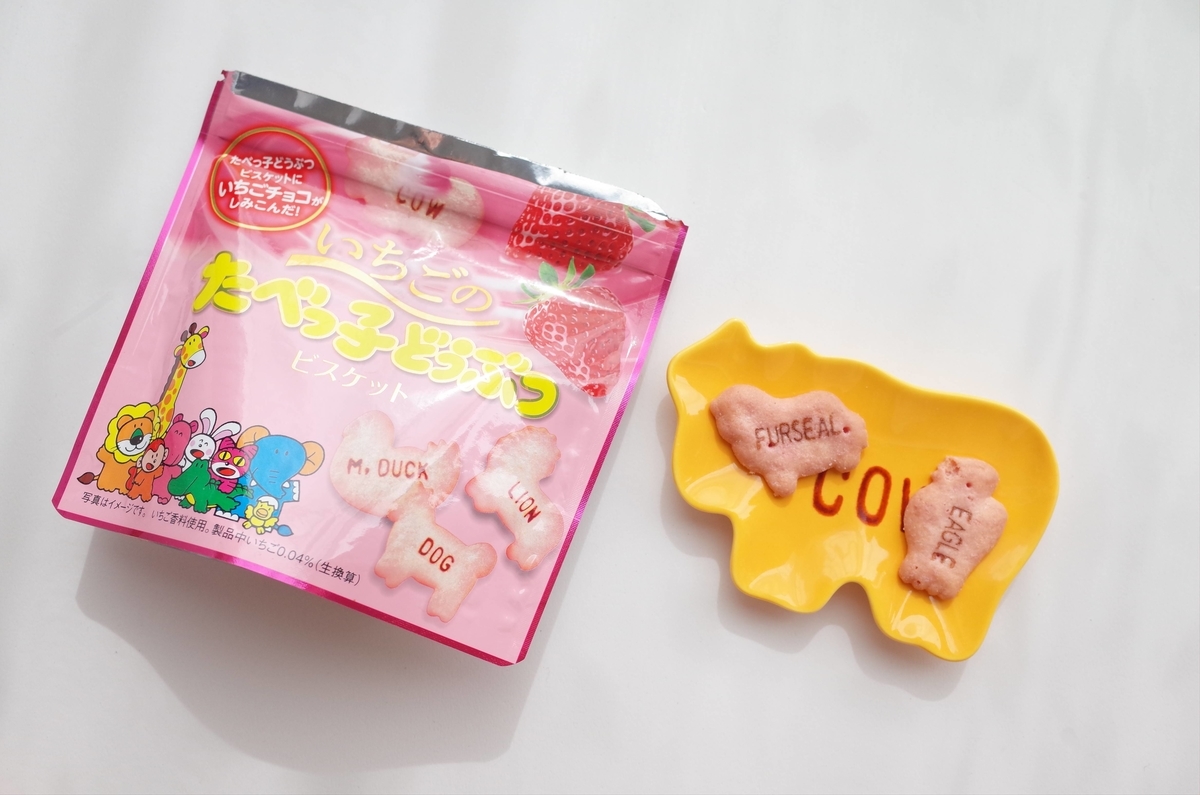 たべっ子どうぶつ
ビスケットに
いちごチョコが
しみこんだ!
COW
いちごの
たべっ子どうぶつ
ビスケット
M, DUCK
LION
DOG
写真はイメージです。いちご香料使用。製品中いちご0.04%(生換算)
FURSEAL
COW
EAGLE